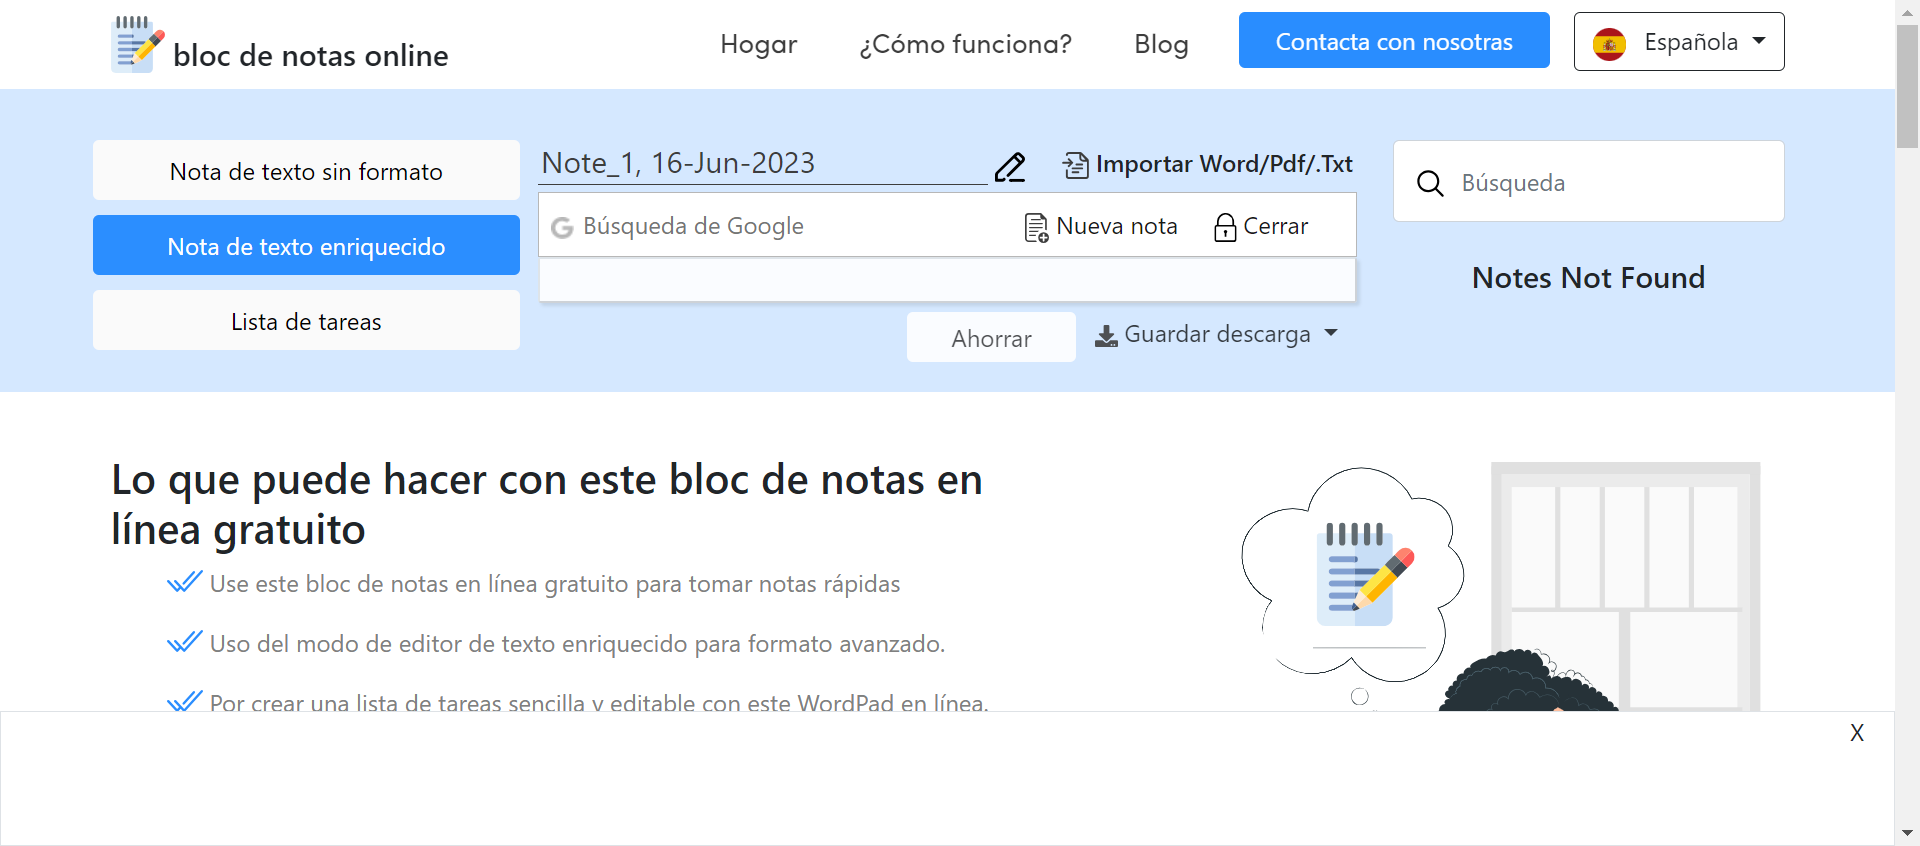 bloc de notas online
Hogar
¿Cómo funciona?
Blog
Contacta con nosotras
Española
Nota de texto sin formato
Nota de texto enriquecido
Lista de tareas
Note_1, 16-Jun-2023
Importar Word/Pdf/.Txt
Búsqueda de Google
Nueva nota
Cerrar
Ahorrar
Guardar descarga
Búsqueda
Notes Not Found
Lo que puede hacer con este bloc de notas en
línea gratuito
Use este bloc de notas en línea gratuito para tomar notas rápidas
Uso del modo de editor de texto enriquecido para formato avanzado.
Por crear una lista de tareas sencilla y editable con este WordPad en línea.
X